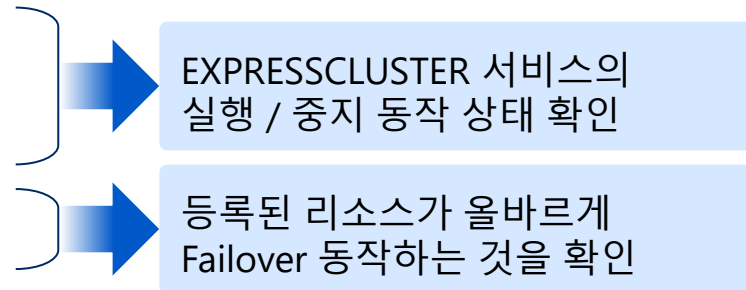 EXPRESSCLUSTER 서비스의
실행 / 중지 동작 상태 확인
등록된 리소스가 올바르게
Failover 동작하는 것을 확인